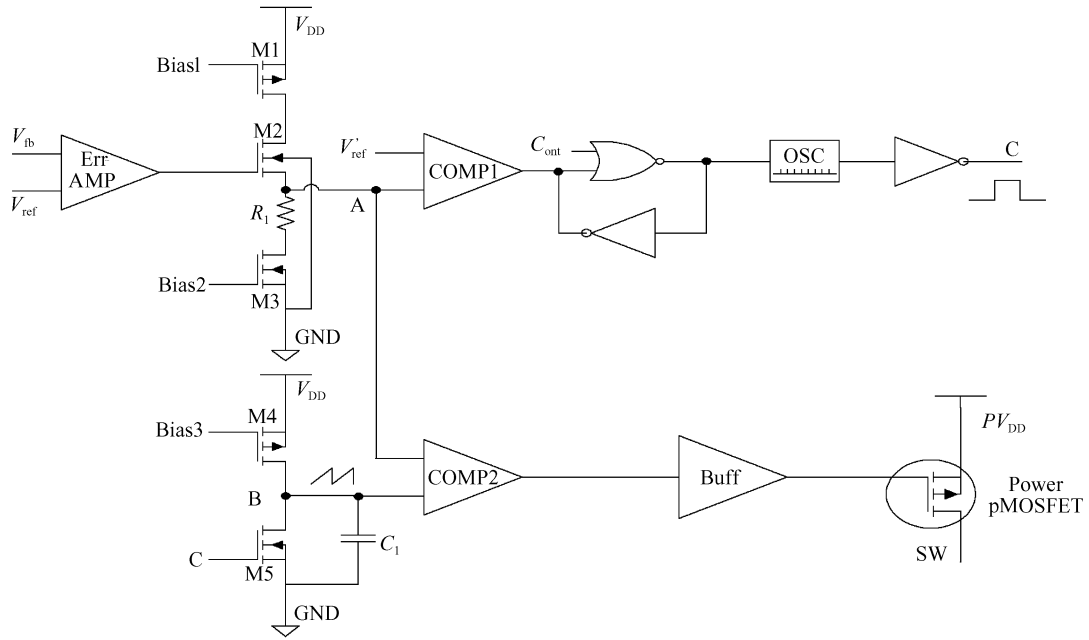 V_DD
M1
Bias1
M2
V_fb
Err
AMP
V_ref
R_1
A
V'_ref
COMP1
C_ont
OSC
C
Bias2
M3
GND
V_DD
M4
Bias3
B
COMP2
Buff
PV_DD
Power
pMOSFET
SW
C
M5
C_1
GND